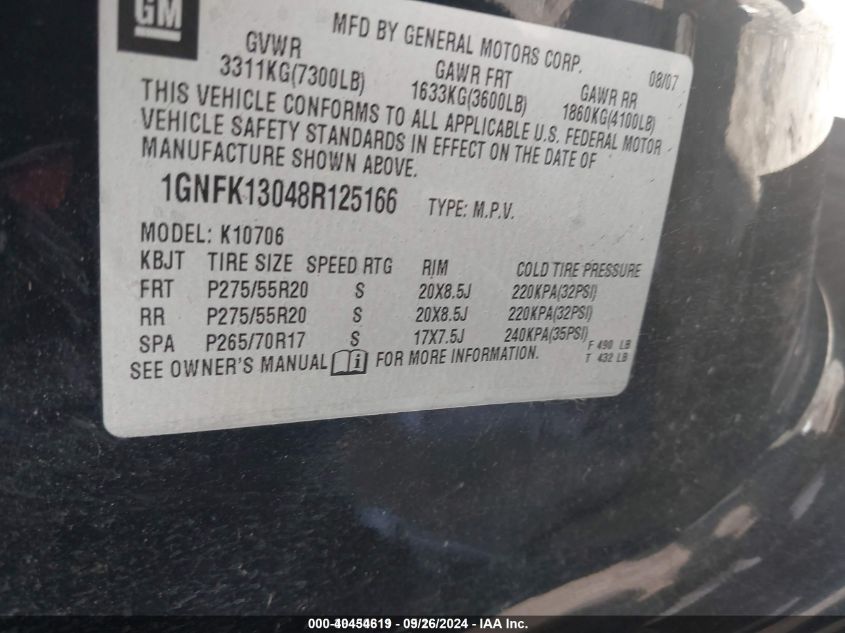 GM
MFD BY GENERAL MOTORS CORP.
08/07
GVWR
GAWR FRT
GAWR RR
3311KG(7300LB)
1633KG(3600LB)
1860KG(4100LB)
THIS VEHICLE CONFORMS TO ALL APPLICABLE U.S. FEDERAL MOTOR
VEHICLE SAFETY STANDARDS IN EFFECT ON THE DATE OF
MANUFACTURE SHOWN ABOVE.
1GNFK13048R125166 TYPE: M.P.V.
MODEL: K10706
KBJT TIRE SIZE SPEED RTG RIM COLD TIRE PRESSURE
FRT P275/55R20 S 20X8.5J 220KPA(32PSI)
RR P275/55R20 S 20X8.5J 220KPA(32PSI)
SPA P265/70R17 S 17X7.5J 240KPA(35PSI)
F 490 LB
T 432 LB
SEE OWNER'S MANUAL i FOR MORE INFORMATION.
000-40454619 - 09/26/2024 - IAA, Inc.